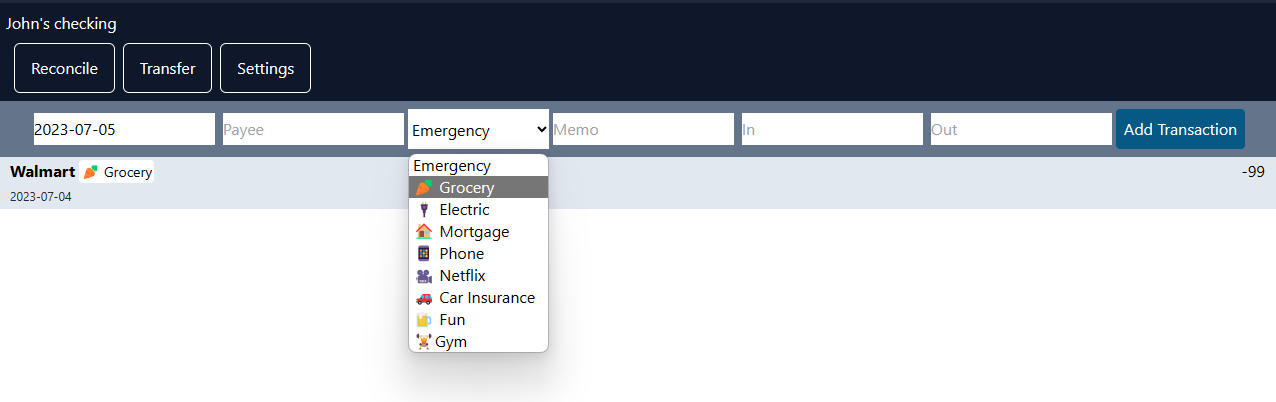 John's checking
Reconcile Transfer Settings
2023-07-05 Payee Emergency Memo In Out Add Transaction
Emergency
🥕 Grocery
Electric
🏠 Mortgage
📱 Phone
🎥 Netflix
🚗 Car Insurance
🍺 Fun
🏋️ Gym
Walmart 🥕 Grocery -99
2023-07-04